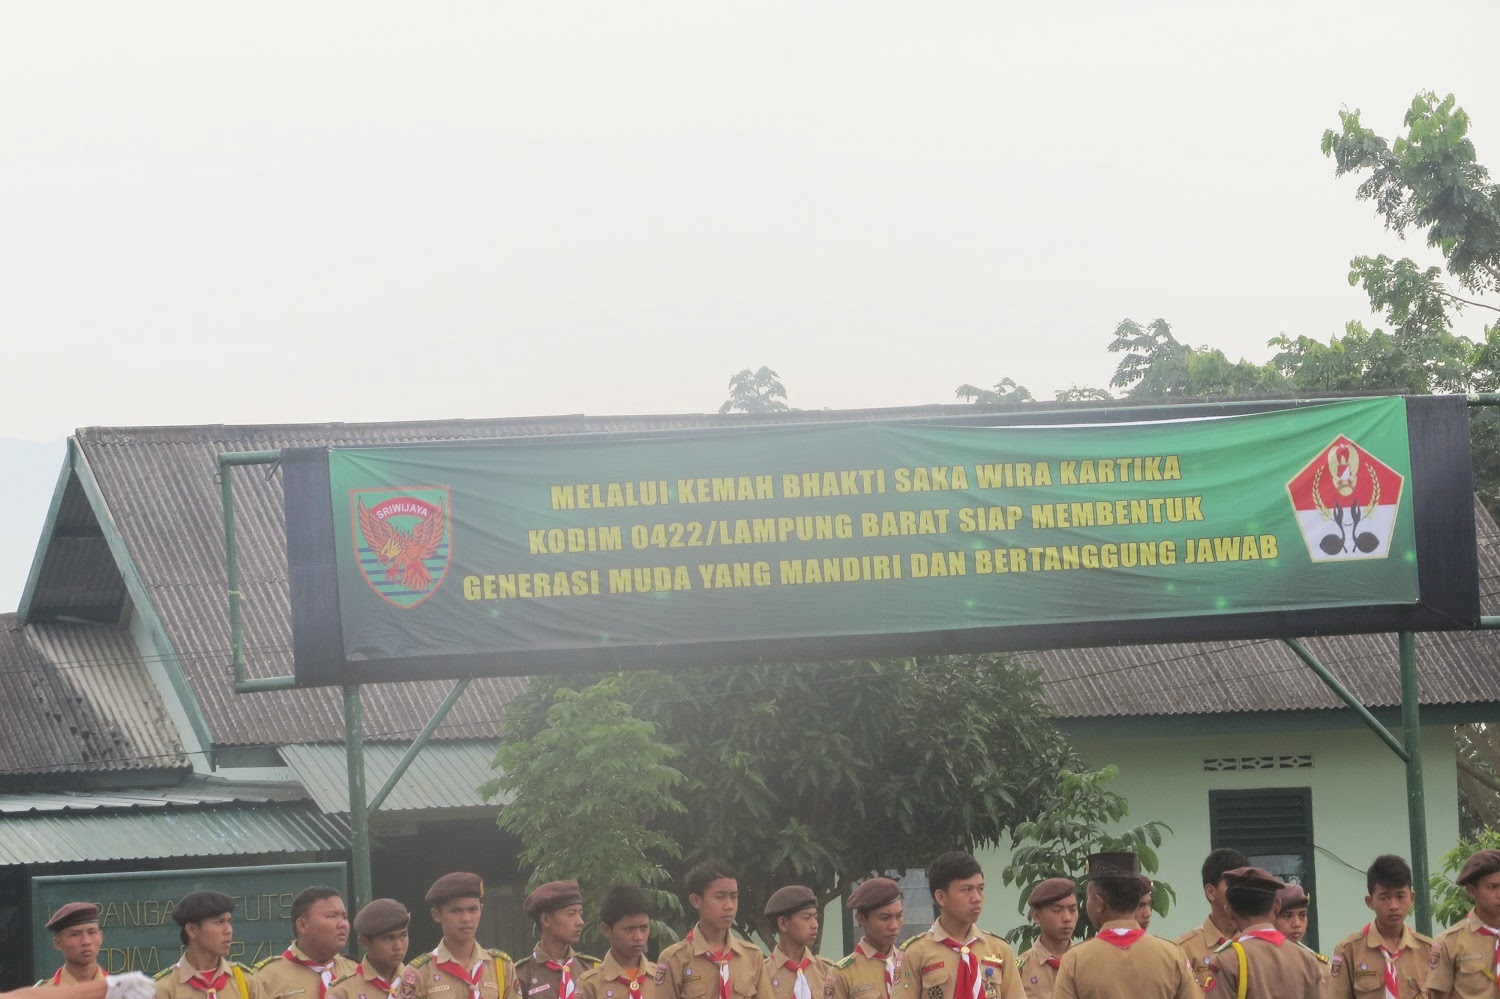 MELALUI KEMAH BHAKTI SAKA WIRA KARTIKA
KODIM 0422/LAMPUNG BARAT SIAP MEMBENTUK
GENERASI MUDA YANG MANDIRI DAN BERTANGGUNG JAWAB
SRIWIJAYA
KODIM